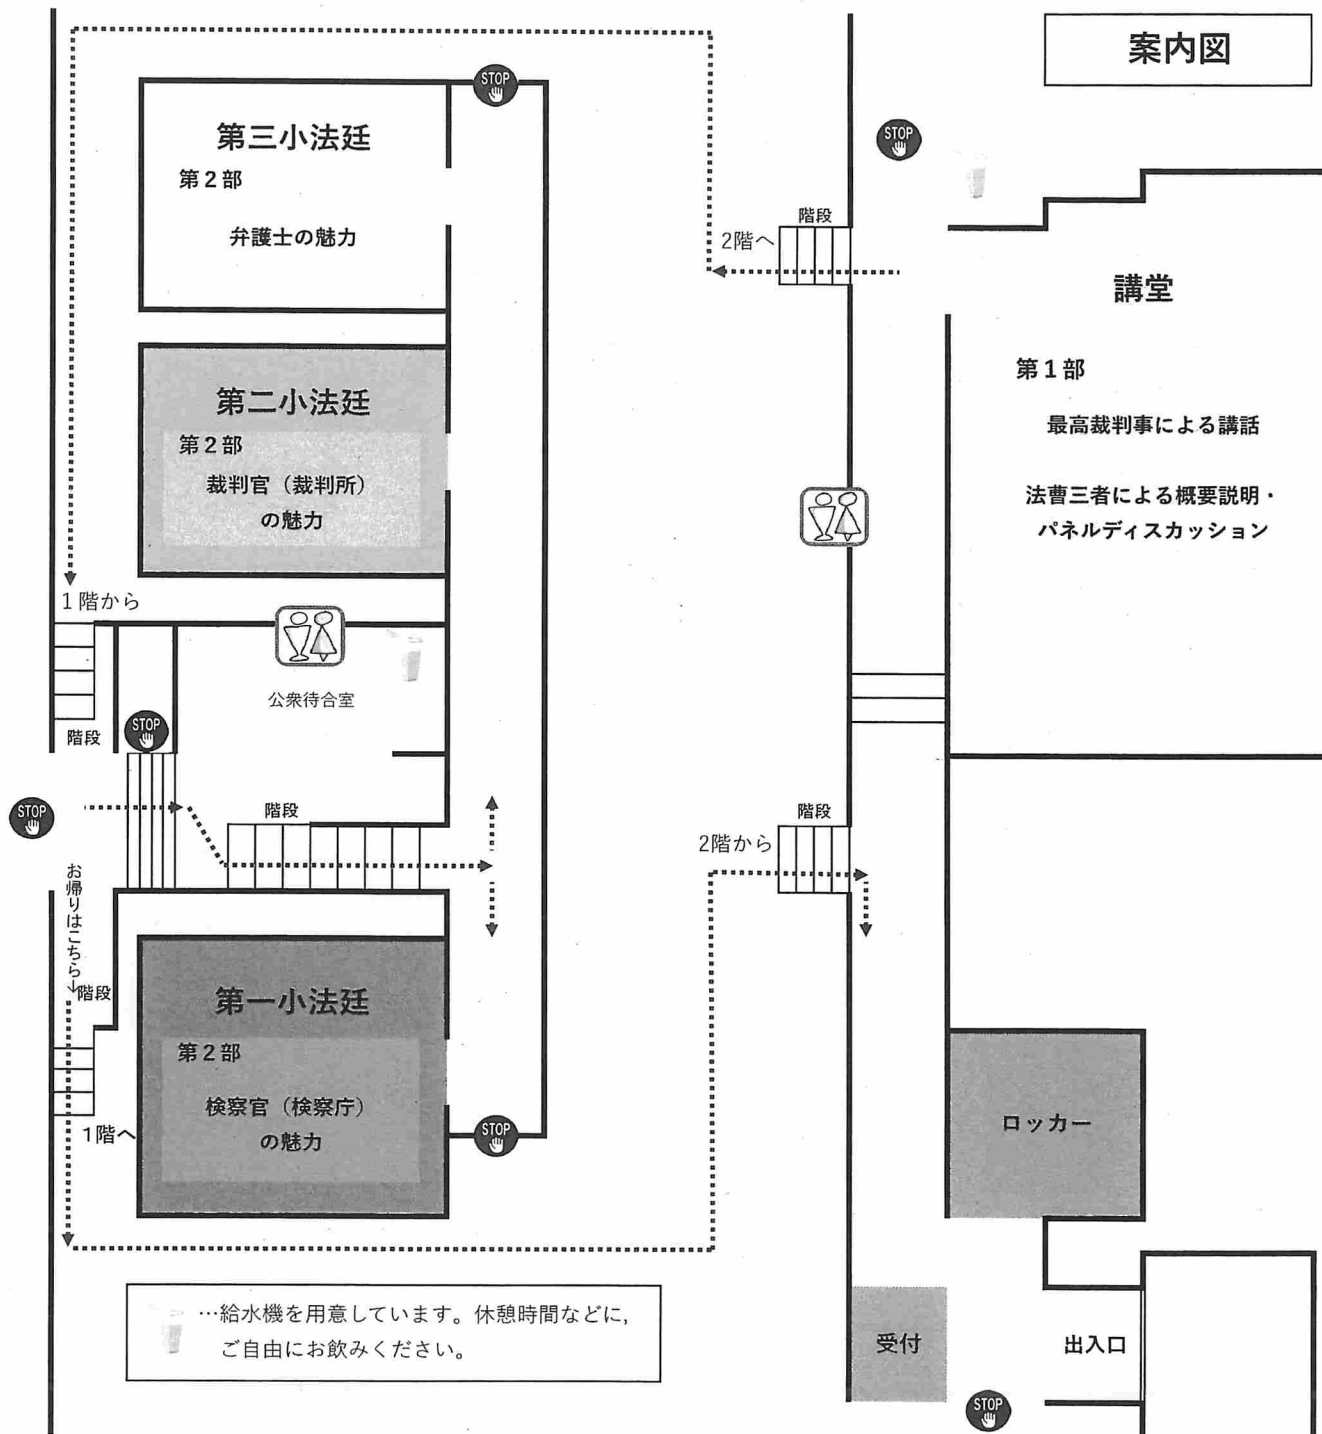 案内図
STOP
STOP
第三小法廷
第2部
弁護士の魅力
階段
2階へ
講堂
第1部
最高裁判事による講話
法曹三者による概要説明・
パネルディスカッション
第二小法廷
第2部
裁判官（裁判所）
の魅力
1階から
公衆待合室
階段
STOP
STOP
階段
階段
2階から
お帰りはこちら→
階段
第一小法廷
第2部
検察官（検察庁）
の魅力
1階へ
STOP
ロッカー
…給水機を用意しています。休憩時間などに,
ご自由にお飲みください。
受付
出入口
STOP